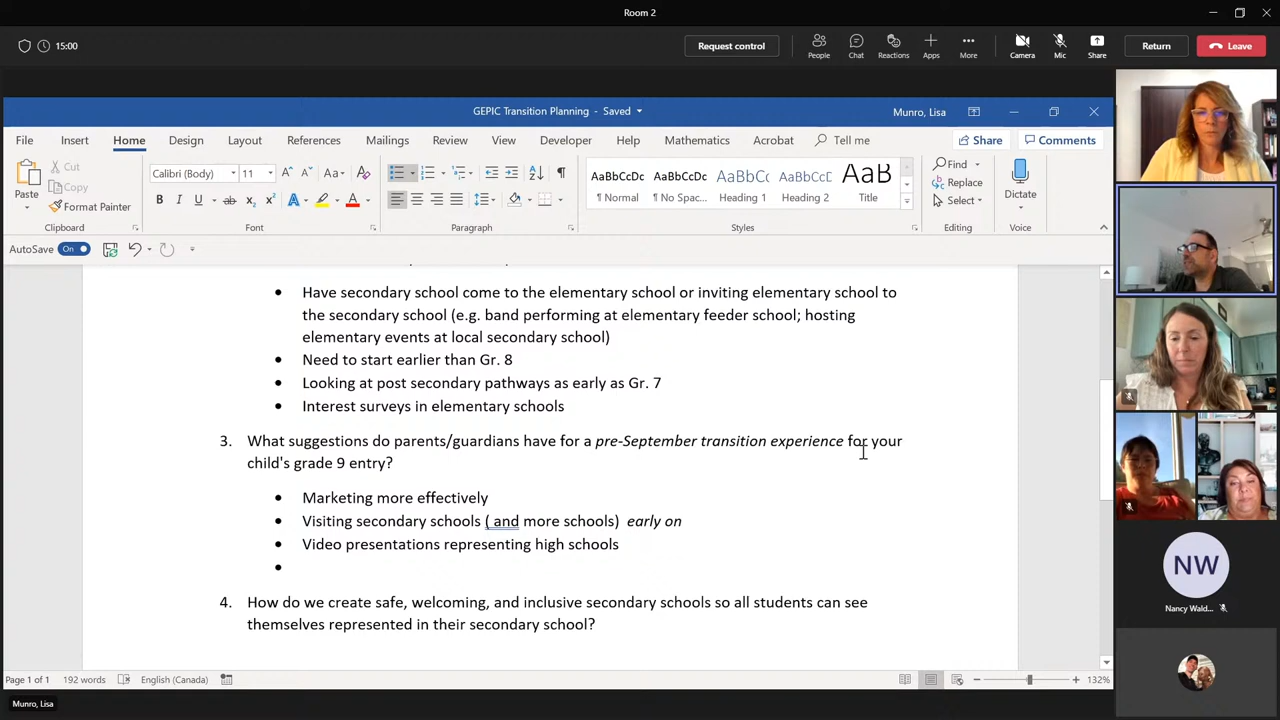 Room 2
15:00
Request control
People
Chat
Reactions
Apps
More
Camera
Mic
Share
Return
Leave
GEPIC Transition Planning - Saved
Munro, Lisa
File Insert Home Design Layout References Mailings Review View Developer Help Mathematics Acrobat Tell me
Share
Comments
Paste
Cut
Copy
Format Painter
Clipboard
Calibri (Body) 11
Font
Paragraph
AaBbCcDc AaBbCcDc AaBbCc AaBbCcD AaB
¶ Normal ¶ No Spac... Heading 1 Heading 2 Title
Styles
Find
Replace
Select
Editing
Dictate
Voice
AutoSave On
• Have secondary school come to the elementary school or inviting elementary school to
the secondary school (e.g. band performing at elementary feeder school; hosting
elementary events at local secondary school)
• Need to start earlier than Gr. 8
• Looking at post secondary pathways as early as Gr. 7
• Interest surveys in elementary schools
3. What suggestions do parents/guardians have for a pre-September transition experience for your
child's grade 9 entry?
• Marketing more effectively
• Visiting secondary schools ( and more schools) early on
• Video presentations representing high schools
•
4. How do we create safe, welcoming, and inclusive secondary schools so all students can see
themselves represented in their secondary school?
NW
Nancy Wald...
Page 1 of 1 192 words English (Canada) 132%
Munro, Lisa